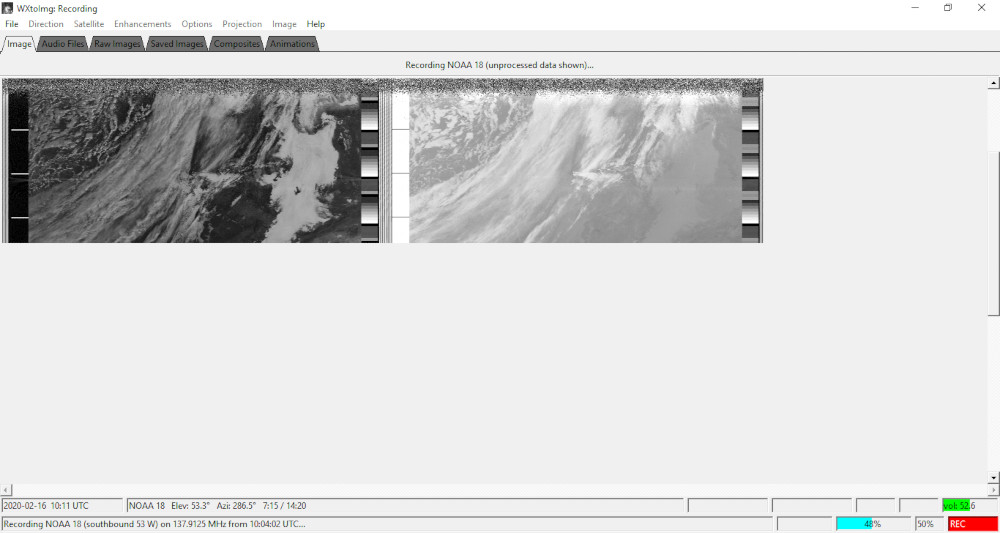 WXtoImg: Recording
File Direction Satellite Enhancements Options Projection Image Help
Image Audio Files Raw Images Saved Images Composites Animations
Recording NOAA 18 (unprocessed data shown)...
2020-02-16 10:11 UTC NOAA 18 Elev: 53.3° Azi: 286.5° 7:15 / 14:20 vol: 52.6
Recording NOAA 18 (southbound 53 W) on 137.9125 MHz from 10:04:02 UTC... 48% 50% REC